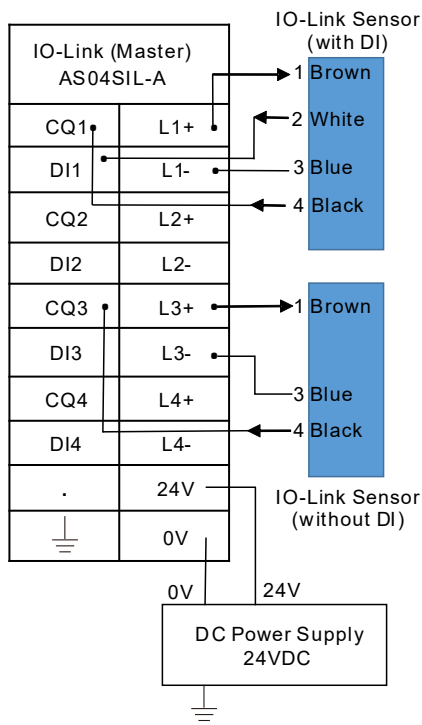 IO-Link (Master)
AS04SIL-A
CQ1 L1+
DI1 L1-
CQ2 L2+
DI2 L2-
CQ3 L3+
DI3 L3-
CQ4 L4+
DI4 L4-
. 24V
0V
IO-Link Sensor
(with DI)
1 Brown
2 White
3 Blue
4 Black
1 Brown
3 Blue
4 Black
IO-Link Sensor
(without DI)
0V 24V
DC Power Supply
24VDC